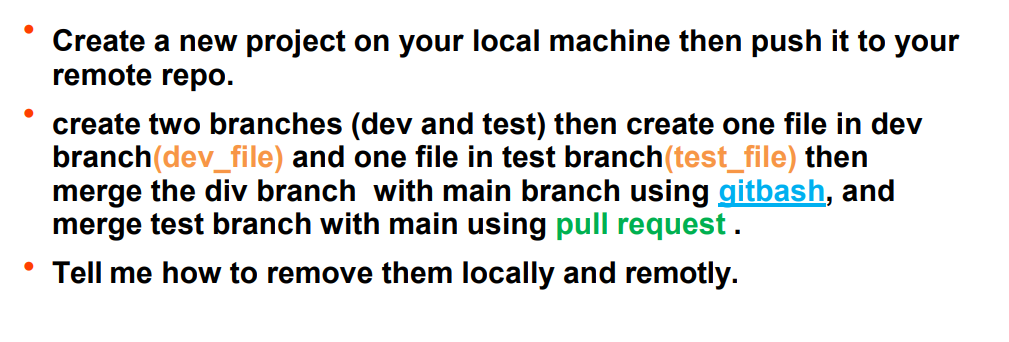 • Create a new project on your local machine then push it to your
remote repo.
• create two branches (dev and test) then create one file in dev
branch(dev_file) and one file in test branch(test_file) then
merge the div branch with main branch using gitbash, and
merge test branch with main using pull request .
• Tell me how to remove them locally and remotly.